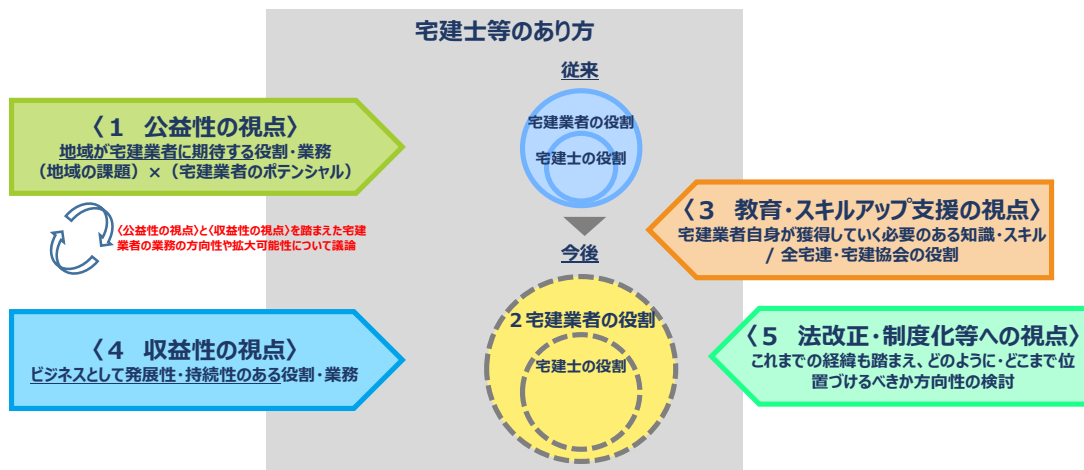 宅建士等のあり方
従来
宅建業者の役割
宅建士の役割
〈１　公益性の視点〉
地域が宅建業者に期待する役割・業務
（地域の課題）×（宅建業者のポテンシャル）
〈公益性の視点〉と〈収益性の視点〉を踏まえた宅建
業者の業務の方向性や拡大可能性について議論
〈３　教育・スキルアップ支援の視点〉
宅建業者自身が獲得していく必要のある知識・スキル
/ 全宅連・宅建協会の役割
今後
２宅建業者の役割
宅建士の役割
〈４　収益性の視点〉
ビジネスとして発展性・持続性のある役割・業務
〈５　法改正・制度化等への視点〉
これまでの経緯も踏まえ、どのように・どこまで位
置づけるべきか方向性の検討